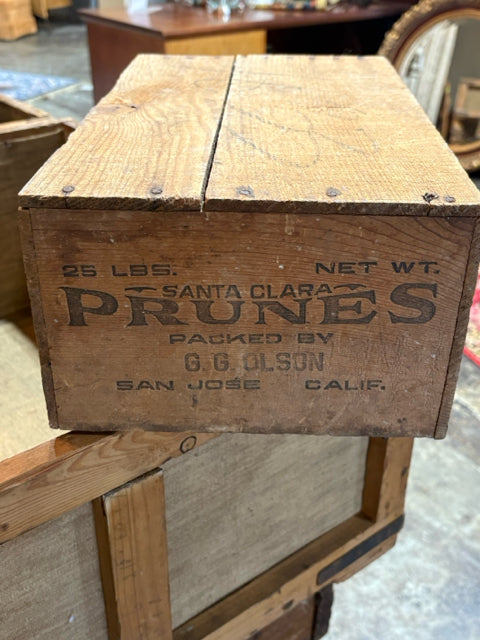 25 LBS. NET WT.
SANTA CLARA
PRUNES
PACKED BY
G. G. OLSON
SAN JOSE CALIF.